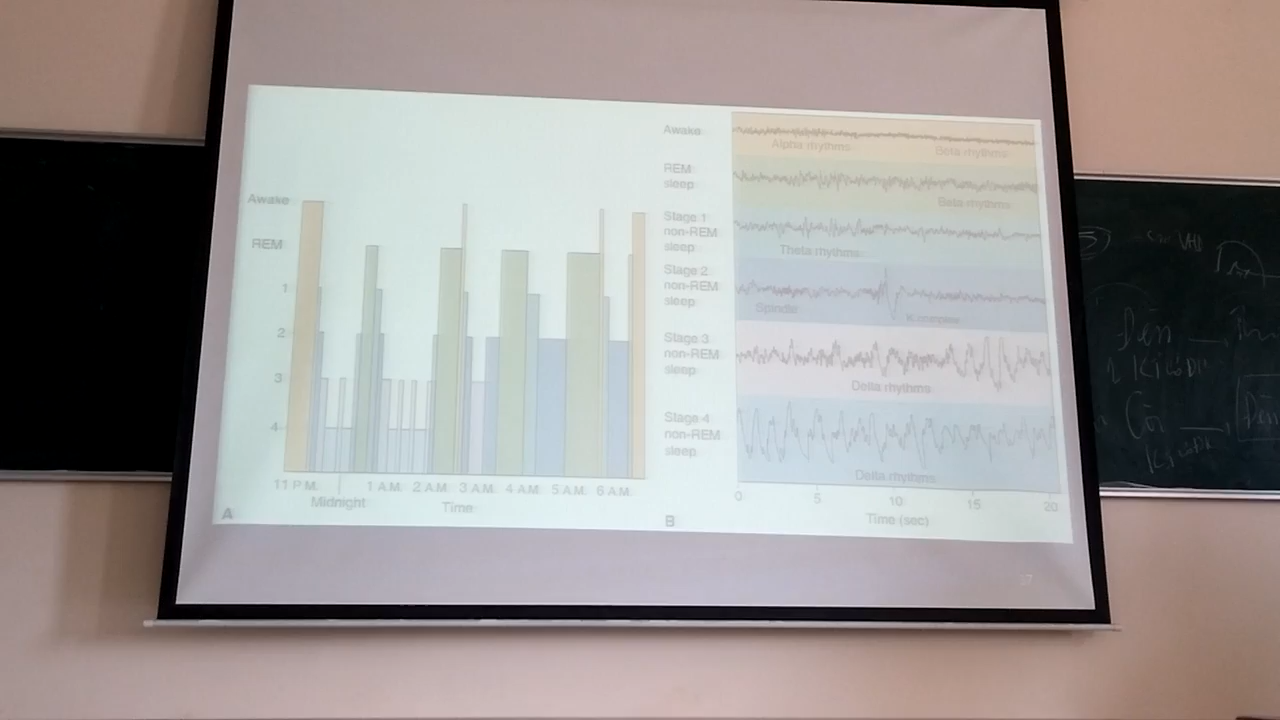 Awake
REM
1
2
3
4
11 P.M.
Midnight
1 A.M. 2 A.M. 3 A.M. 4 A.M. 5 A.M. 6 A.M.
Time
A
Awake
Alpha rhythms
Beta rhythms
REM
sleep
Beta rhythms
Stage 1
non-REM
sleep
Theta rhythms
Stage 2
non-REM
sleep
Spindle
K complex
Stage 3
non-REM
sleep
Delta rhythms
Stage 4
non-REM
sleep
Delta rhythms
0 5 10 15 20
Time (sec)
B
37
Đèn